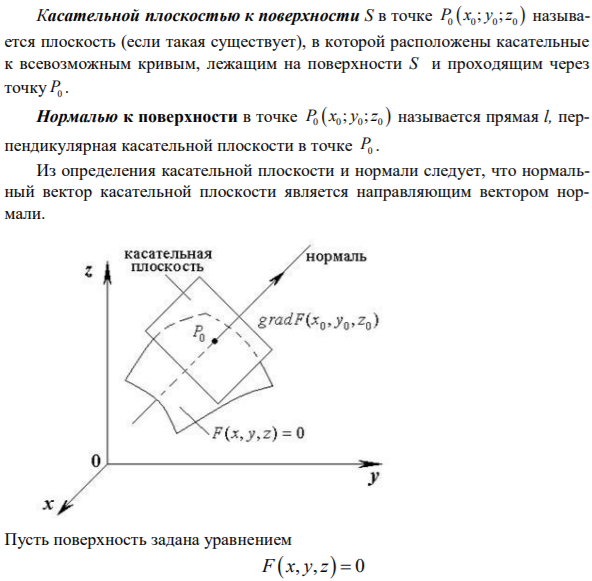 Касательной плоскостью к поверхности S в точке P₀(x₀; y₀; z₀) называ-
ется плоскость (если такая существует), в которой расположены касательные
к всевозможным кривым, лежащим на поверхности S и проходящим через
точку P₀.
Нормалью к поверхности в точке P₀(x₀; y₀; z₀) называется прямая l, пер-
пендикулярная касательной плоскости в точке P₀.
Из определения касательной плоскости и нормали следует, что нормаль-
ный вектор касательной плоскости является направляющим вектором нор-
мали.
касательная
плоскость
нормаль
z
gradF(x₀,y₀,z₀)
P₀
F(x,y,z) = 0
0
y
x
Пусть поверхность задана уравнением
F(x,y,z)=0